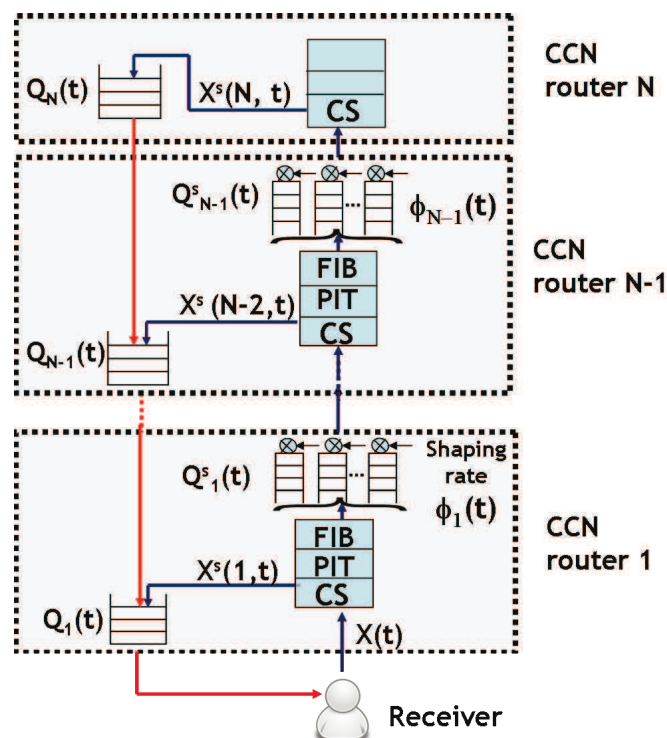 CCN
router N
Q_N(t)
X^s(N, t)
CS
Q^s_{N-1}(t)
...
ϕ_{N-1}(t)
CCN
router N-1
FIB
PIT
CS
X^s (N-2,t)
Q_{N-1}(t)
Q^s_1(t)
...
Shaping
rate
ϕ_1(t)
CCN
router 1
FIB
PIT
CS
X^s(1,t)
Q_1(t)
X(t)
Receiver